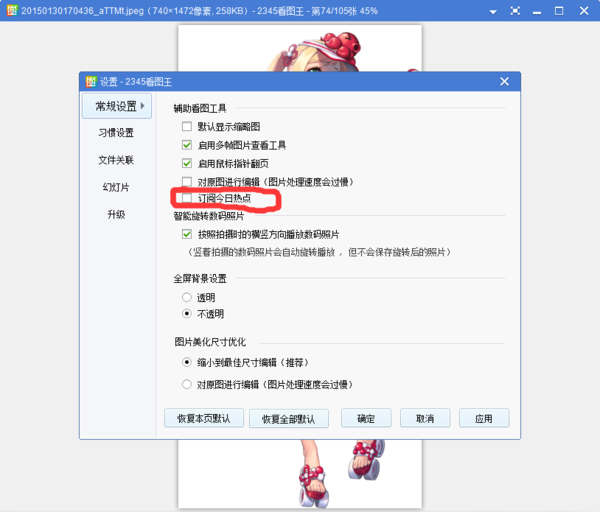 20150130170436_aTTMt.jpeg（740×1472像素, 258KB）- 2345看图王 - 第74/105张 45%
设置 - 2345看图王
常规设置
习惯设置
文件关联
幻灯片
升级
辅助看图工具
默认显示缩略图
启用多帧图片查看工具
启用鼠标指针翻页
对原图进行编辑（图片处理速度会过慢）
订阅今日热点
智能旋转数码照片
按照拍摄时的横竖方向播放数码照片
（竖着拍摄的数码照片会自动旋转播放 ，但不会保存旋转后的照片）
全屏背景设置
透明
不透明
图片美化尺寸优化
缩小到最佳尺寸编辑（推荐）
对原图进行编辑（图片处理速度会过慢）
恢复本页默认 恢复全部默认 确定 取消 应用